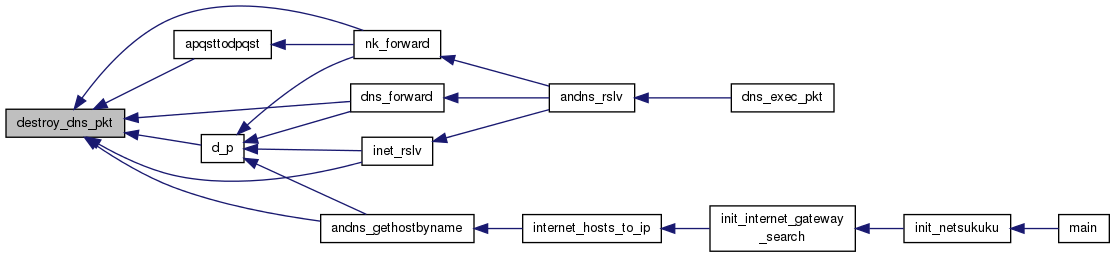 destroy_dns_pkt
apqsttodpqst
nk_forward
dns_forward
d_p
inet_rslv
andns_gethostbyname
andns_rslv
dns_exec_pkt
internet_hosts_to_ip
init_internet_gateway
_search
init_netsukuku
main